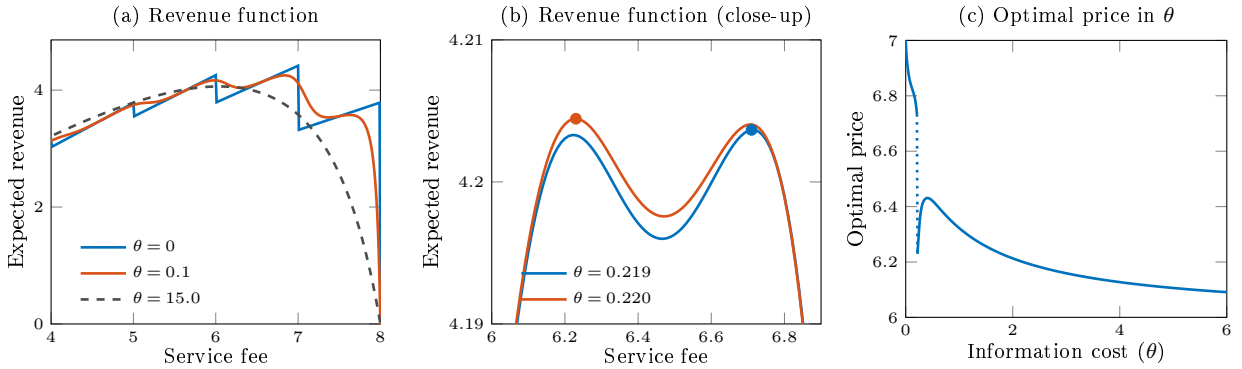 (a) Revenue function
Expected revenue
4
2
0
4
5
6
7
8
θ = 0
θ = 0.1
θ = 15.0
Service fee
(b) Revenue function (close-up)
Expected revenue
4.21
4.2
4.19
6
6.2
6.4
6.6
6.8
θ = 0.219
θ = 0.220
Service fee
(c) Optimal price in θ
Optimal price
7
6.8
6.6
6.4
6.2
6
0
2
4
6
Information cost (θ)